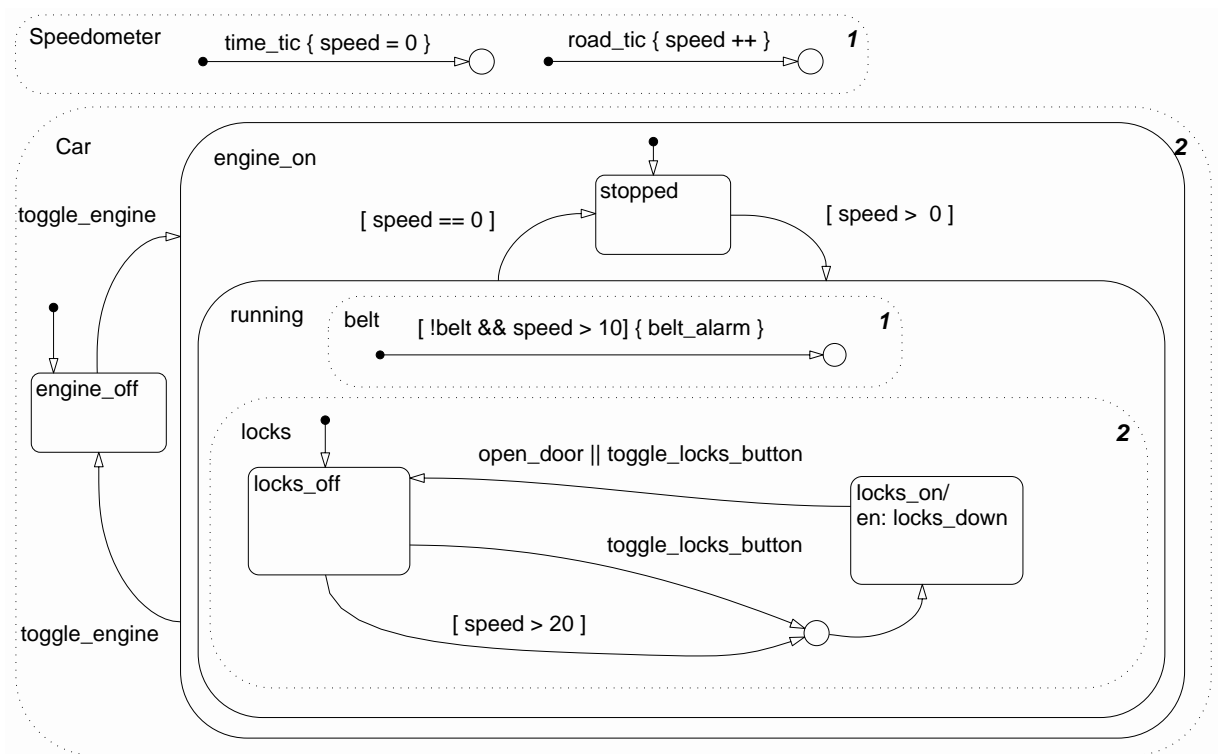 Speedometer
time_tic { speed = 0 }
road_tic { speed ++ }
1
Car
engine_on
2
toggle_engine
stopped
[ speed == 0 ]
[ speed >  0 ]
running
belt
[ !belt && speed > 10] { belt_alarm }
1
engine_off
locks
2
open_door || toggle_locks_button
locks_off
locks_on/
en: locks_down
toggle_locks_button
[ speed > 20 ]
toggle_engine